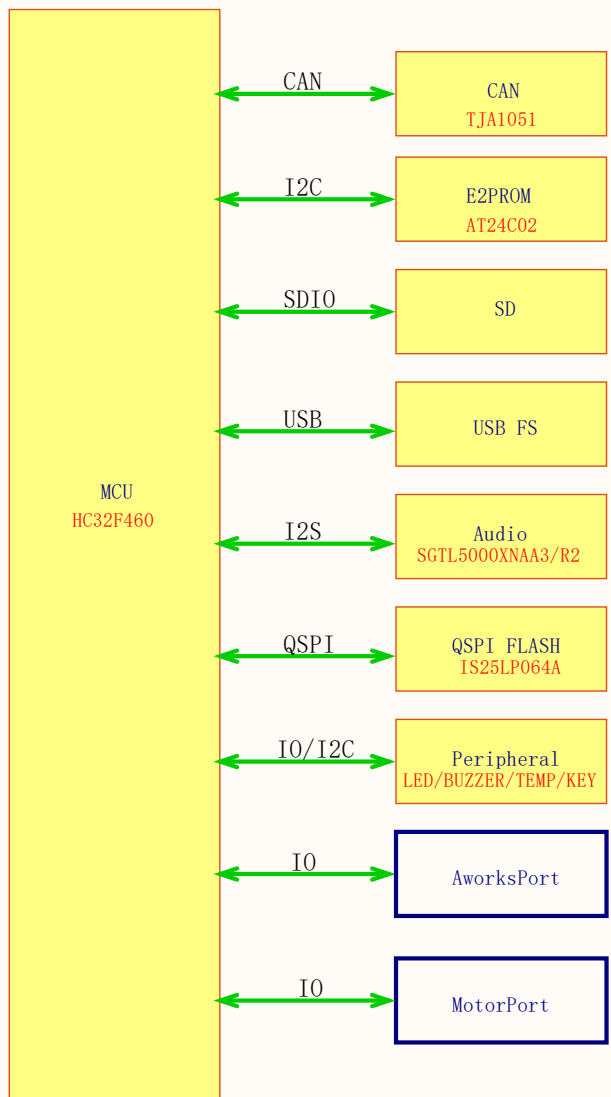 CAN
CAN
TJA1051
I2C
E2PROM
AT24C02
SDIO
SD
USB
USB FS
MCU
HC32F460
I2S
Audio
SGTL5000XNAA3/R2
QSPI
QSPI FLASH
IS25LP064A
IO/I2C
Peripheral
LED/BUZZER/TEMP/KEY
IO
AworksPort
IO
MotorPort